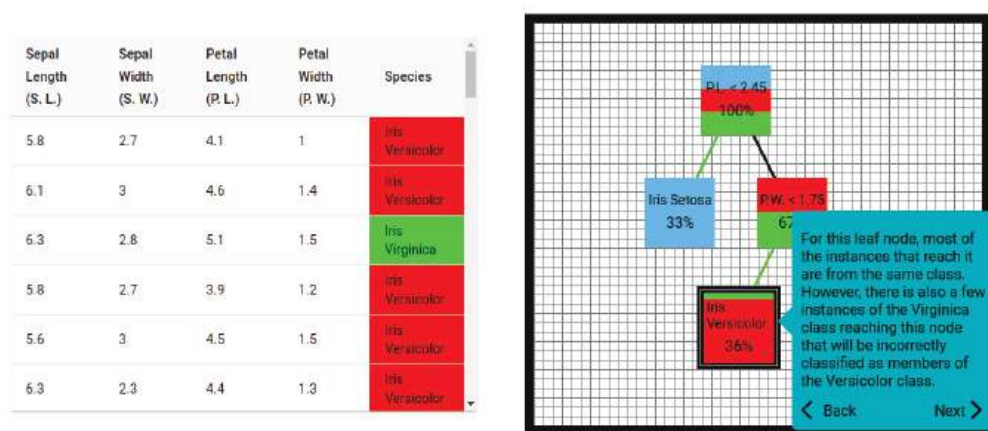 Sepal Length (S. L.) Sepal Width (S. W.) Petal Length (P. L.) Petal Width (P. W.) Species
5.8 2.7 4.1 1 Iris Versicolor
6.1 3 4.6 1.4 Iris Versicolor
6.3 2.8 5.1 1.5 Iris Virginica
5.8 2.7 3.9 1.2 Iris Versicolor
5.6 3 4.5 1.5 Iris Versicolor
6.3 2.3 4.4 1.3 Iris Versicolor
P.L. < 2.45
100%
Iris Setosa
33%
P.W. < 1.75
Iris
Versicolor
36%
For this leaf node, most of
the instances that reach it
are from the same class.
However, there is also a few
instances of the Virginica
class reaching this node
that will be incorrectly
classified as members of
the Versicolor class.
Back Next